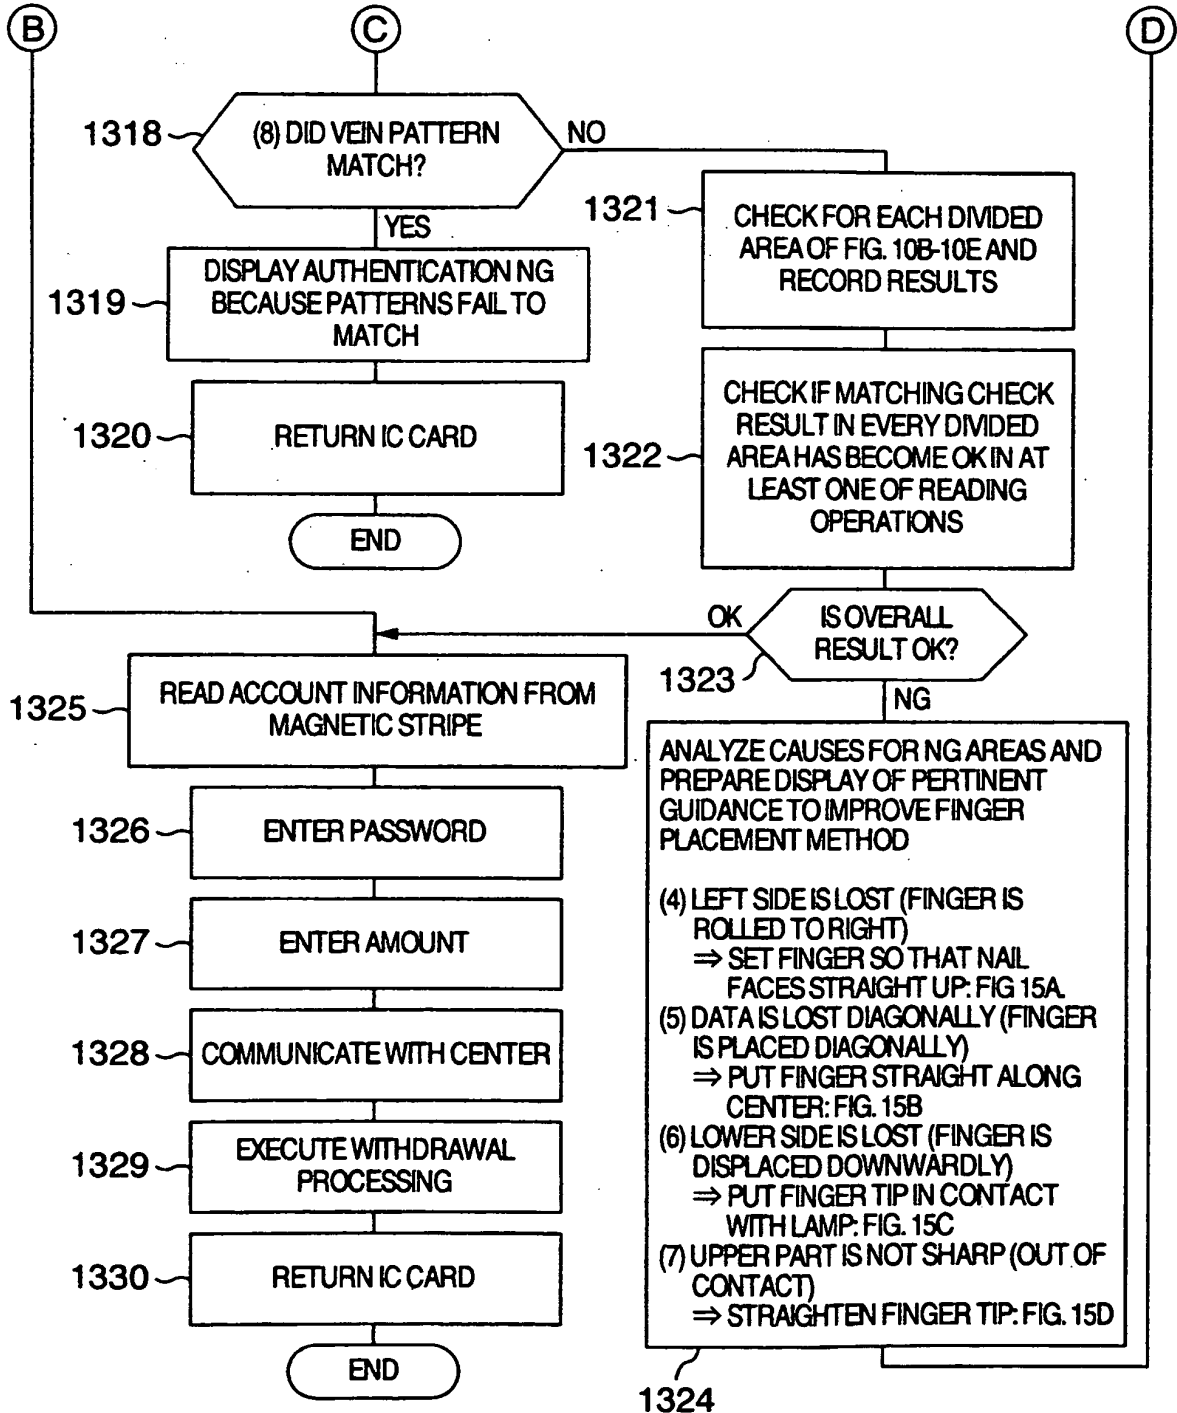 B
C
D
1318
(8) DID VEIN PATTERN
MATCH?
NO
YES
1319
DISPLAY AUTHENTICATION NG
BECAUSE PATTERNS FAIL TO
MATCH
1320
RETURN IC CARD
END
1321
CHECK FOR EACH DIVIDED
AREA OF FIG. 10B-10E AND
RECORD RESULTS
1322
CHECK IF MATCHING CHECK
RESULT IN EVERY DIVIDED
AREA HAS BECOME OK IN AT
LEAST ONE OF READING
OPERATIONS
OK
IS OVERALL
RESULT OK?
1323
NG
1325
READ ACCOUNT INFORMATION FROM
MAGNETIC STRIPE
1326
ENTER PASSWORD
1327
ENTER AMOUNT
1328
COMMUNICATE WITH CENTER
1329
EXECUTE WITHDRAWAL
PROCESSING
1330
RETURN IC CARD
END
ANALYZE CAUSES FOR NG AREAS AND
PREPARE DISPLAY OF PERTINENT
GUIDANCE TO IMPROVE FINGER
PLACEMENT METHOD
(4) LEFT SIDE IS LOST (FINGER IS
ROLLED TO RIGHT)
⇒ SET FINGER SO THAT NAIL
FACES STRAIGHT UP: FIG 15A.
(5) DATA IS LOST DIAGONALLY (FINGER
IS PLACED DIAGONALLY)
⇒ PUT FINGER STRAIGHT ALONG
CENTER: FIG. 15B
(6) LOWER SIDE IS LOST (FINGER IS
DISPLACED DOWNWARDLY)
⇒ PUT FINGER TIP IN CONTACT
WITH LAMP: FIG. 15C
(7) UPPER PART IS NOT SHARP (OUT OF
CONTACT)
⇒ STRAIGHTEN FINGER TIP: FIG. 15D
1324